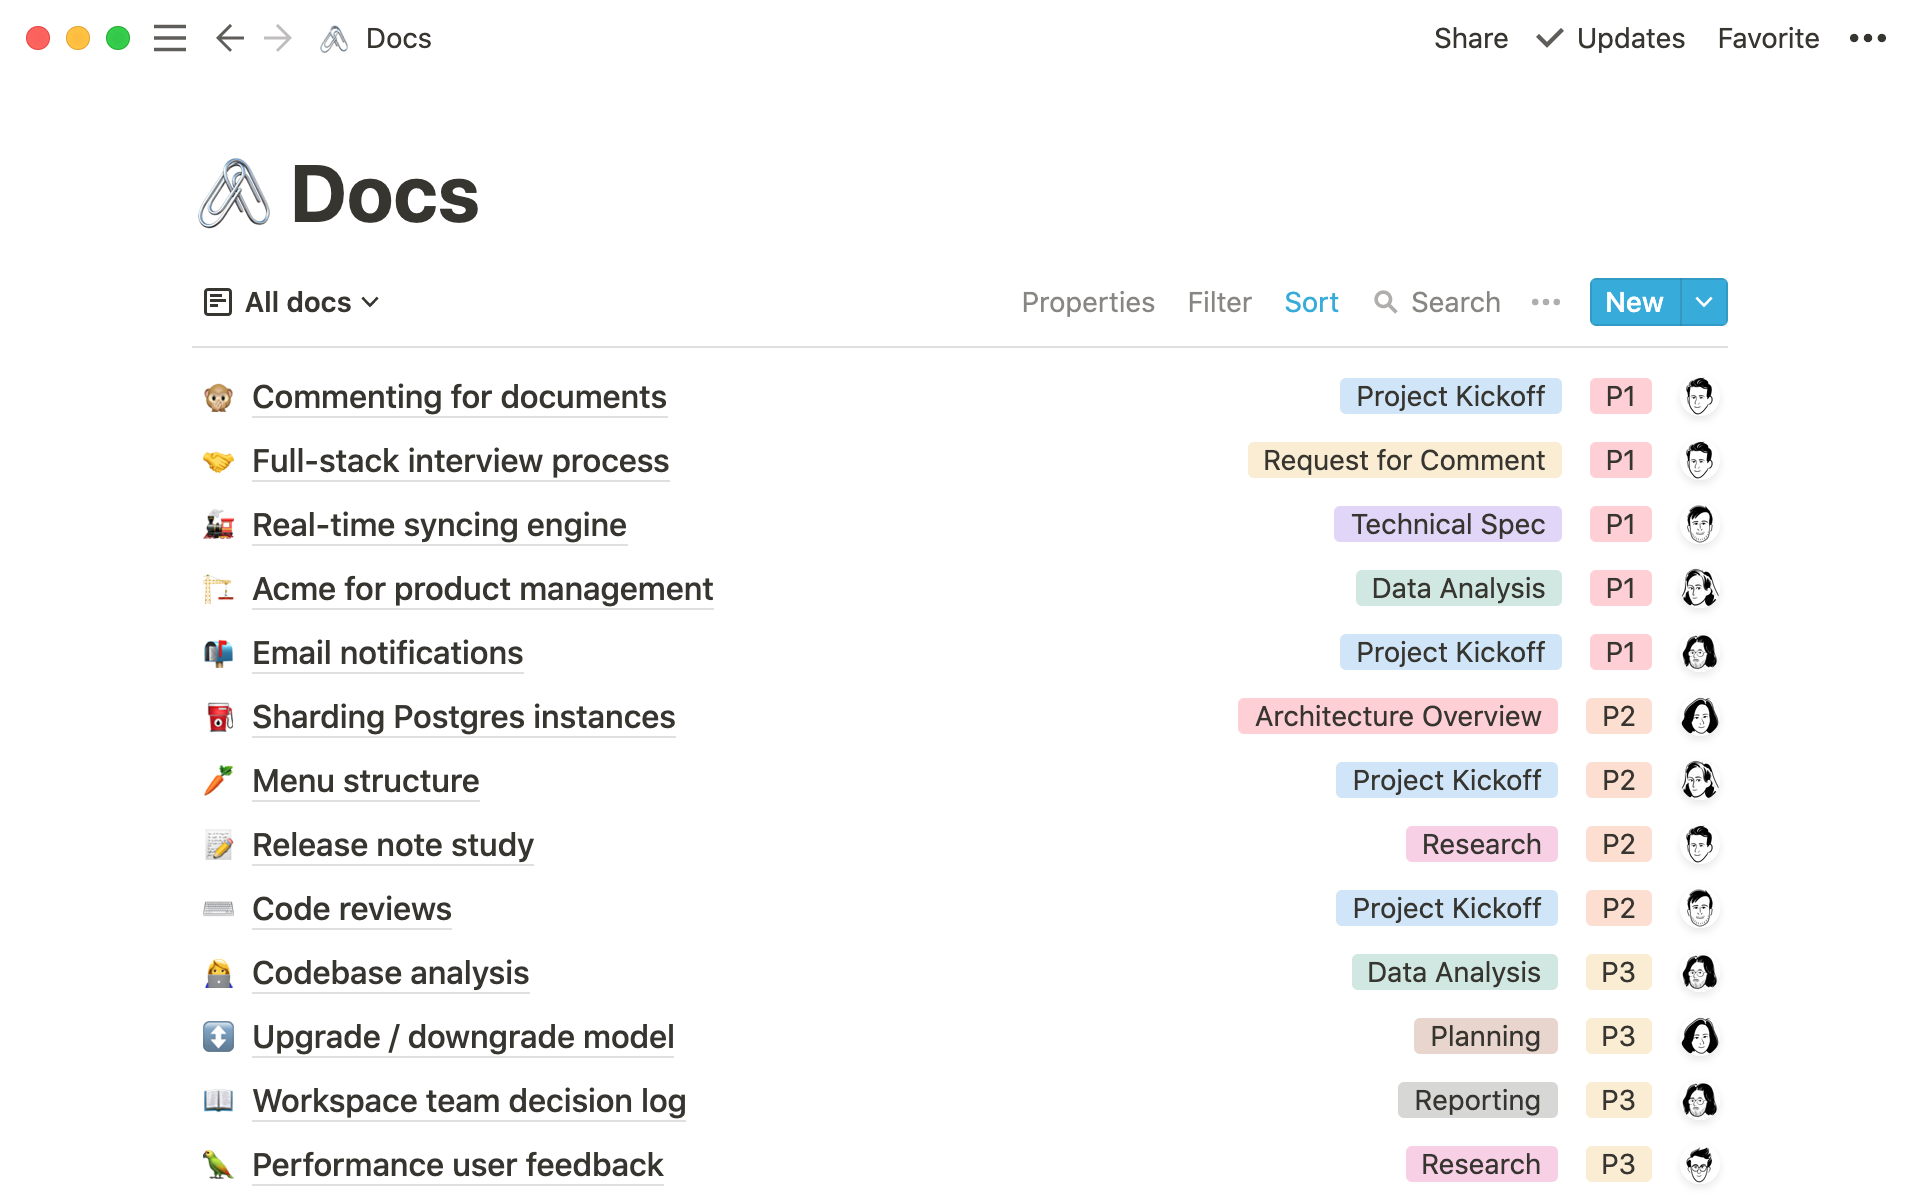 Docs
Share Updates Favorite
Docs
All docs
Properties Filter Sort Search New
Commenting for documents Project Kickoff P1
Full-stack interview process Request for Comment P1
Real-time syncing engine Technical Spec P1
Acme for product management Data Analysis P1
Email notifications Project Kickoff P1
Sharding Postgres instances Architecture Overview P2
Menu structure Project Kickoff P2
Release note study Research P2
Code reviews Project Kickoff P2
Codebase analysis Data Analysis P3
Upgrade / downgrade model Planning P3
Workspace team decision log Reporting P3
Performance user feedback Research P3